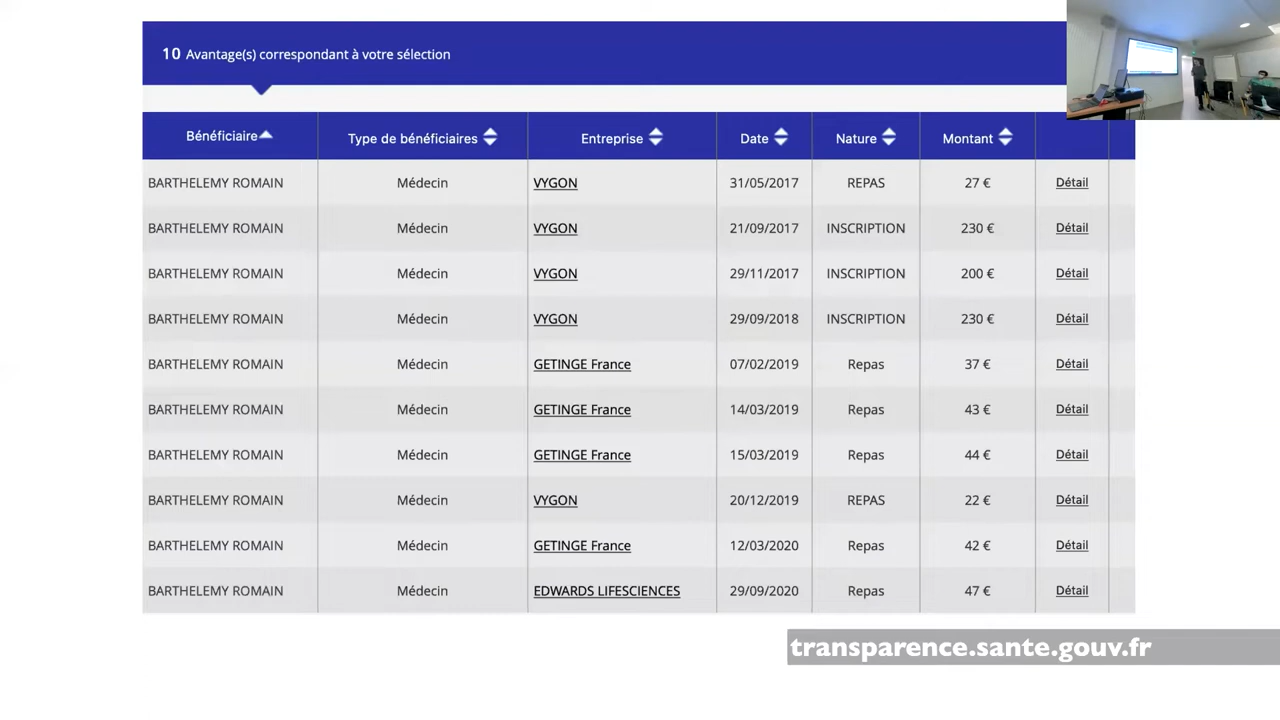 10 Avantage(s) correspondant à votre sélection
Bénéficiaire Type de bénéficiaires Entreprise Date Nature Montant
BARTHELEMY ROMAIN Médecin VYGON 31/05/2017 REPAS 27 € Détail
BARTHELEMY ROMAIN Médecin VYGON 21/09/2017 INSCRIPTION 230 € Détail
BARTHELEMY ROMAIN Médecin VYGON 29/11/2017 INSCRIPTION 200 € Détail
BARTHELEMY ROMAIN Médecin VYGON 29/09/2018 INSCRIPTION 230 € Détail
BARTHELEMY ROMAIN Médecin GETINGE France 07/02/2019 Repas 37 € Détail
BARTHELEMY ROMAIN Médecin GETINGE France 14/03/2019 Repas 43 € Détail
BARTHELEMY ROMAIN Médecin GETINGE France 15/03/2019 Repas 44 € Détail
BARTHELEMY ROMAIN Médecin VYGON 20/12/2019 REPAS 22 € Détail
BARTHELEMY ROMAIN Médecin GETINGE France 12/03/2020 Repas 42 € Détail
BARTHELEMY ROMAIN Médecin EDWARDS LIFESCIENCES 29/09/2020 Repas 47 € Détail
transparence.sante.gouv.fr